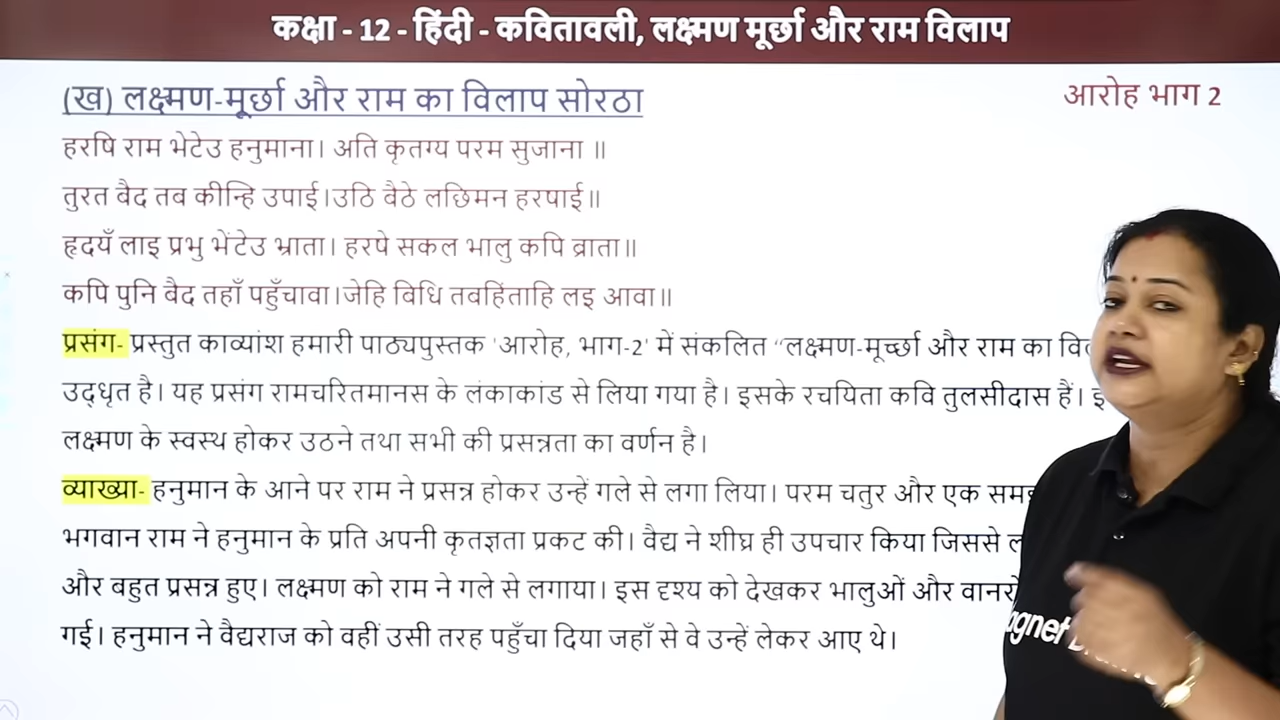 कक्षा - 12 - हिंदी - कवितावली, लक्ष्मण मूर्छा और राम विलाप
(ख) लक्ष्मण-मूर्छा और राम का विलाप सोरठा
आरोह भाग 2
हरषि राम भेटेउ हनुमाना। अति कृतग्य परम सुजाना ॥
तुरत बैद तब कीन्हि उपाई।उठि बैठे लछिमन हरषाई॥
हृदयँ लाइ प्रभु भेंटेउ भ्राता। हरषे सकल भालु कपि ब्राता॥
कपि पुनि बैद तहाँ पहुँचावा।जेहि विधि तबहिंताहि लइ आवा॥
प्रसंग- प्रस्तुत काव्यांश हमारी पाठ्यपुस्तक 'आरोह, भाग-2' में संकलित “लक्ष्मण-मूर्च्छा और राम का
उद्धृत है। यह प्रसंग रामचरितमानस के लंकाकांड से लिया गया है। इसके रचयिता कवि तुलसीदास हैं।
लक्ष्मण के स्वस्थ होकर उठने तथा सभी की प्रसन्नता का वर्णन है।
व्याख्या- हनुमान के आने पर राम ने प्रसन्न होकर उन्हें गले से लगा लिया। परम चतुर और एक
भगवान राम ने हनुमान के प्रति अपनी कृतज्ञता प्रकट की। वैद्य ने शीघ्र ही उपचार किया जिससे
और बहुत प्रसन्न हुए। लक्ष्मण को राम ने गले से लगाया। इस दृश्य को देखकर भालुओं और
गई। हनुमान ने वैद्यराज को वहीं उसी तरह पहुँचा दिया जहाँ से वे उन्हें लेकर आए थे।